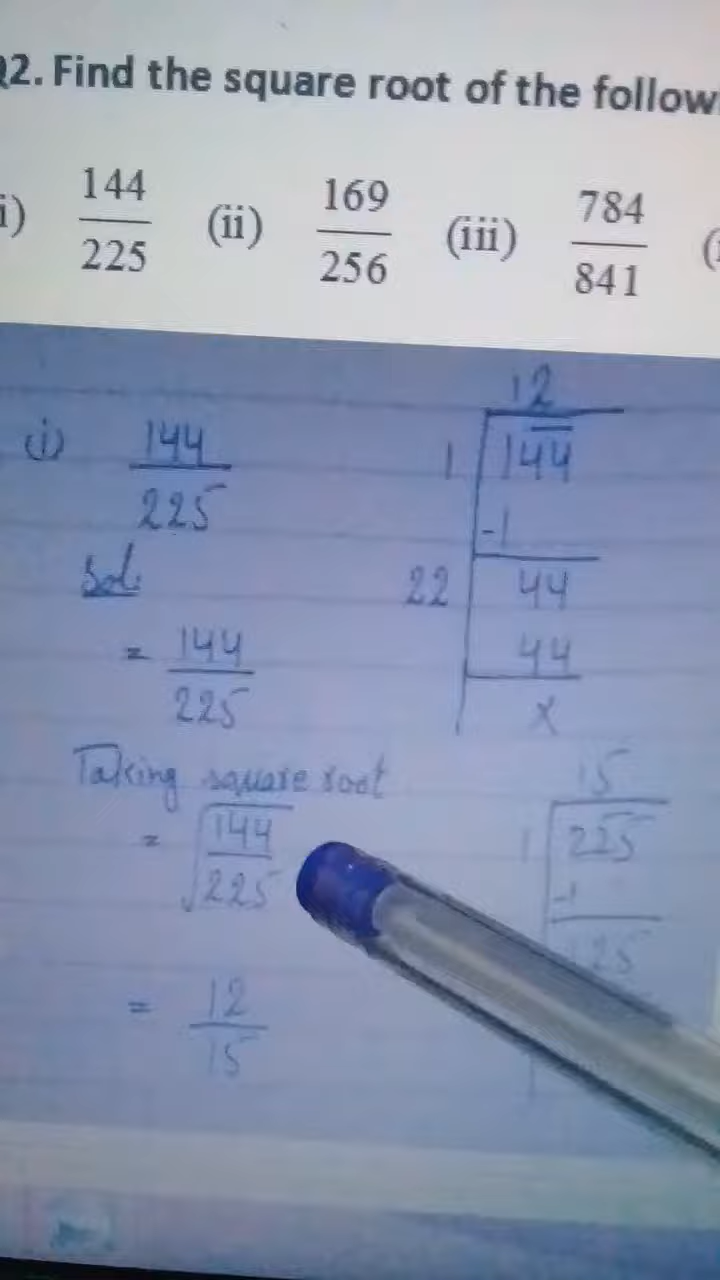 2. Find the square root of the follow
i) 144/225 (ii) 169/256 (iii) 784/841 (
(i) 144/225
Sol:
= 144/225
Taking square root
= √144/225
= 12/15
12
1 144
-1
22 44
44
x
15
1 225
-1
125